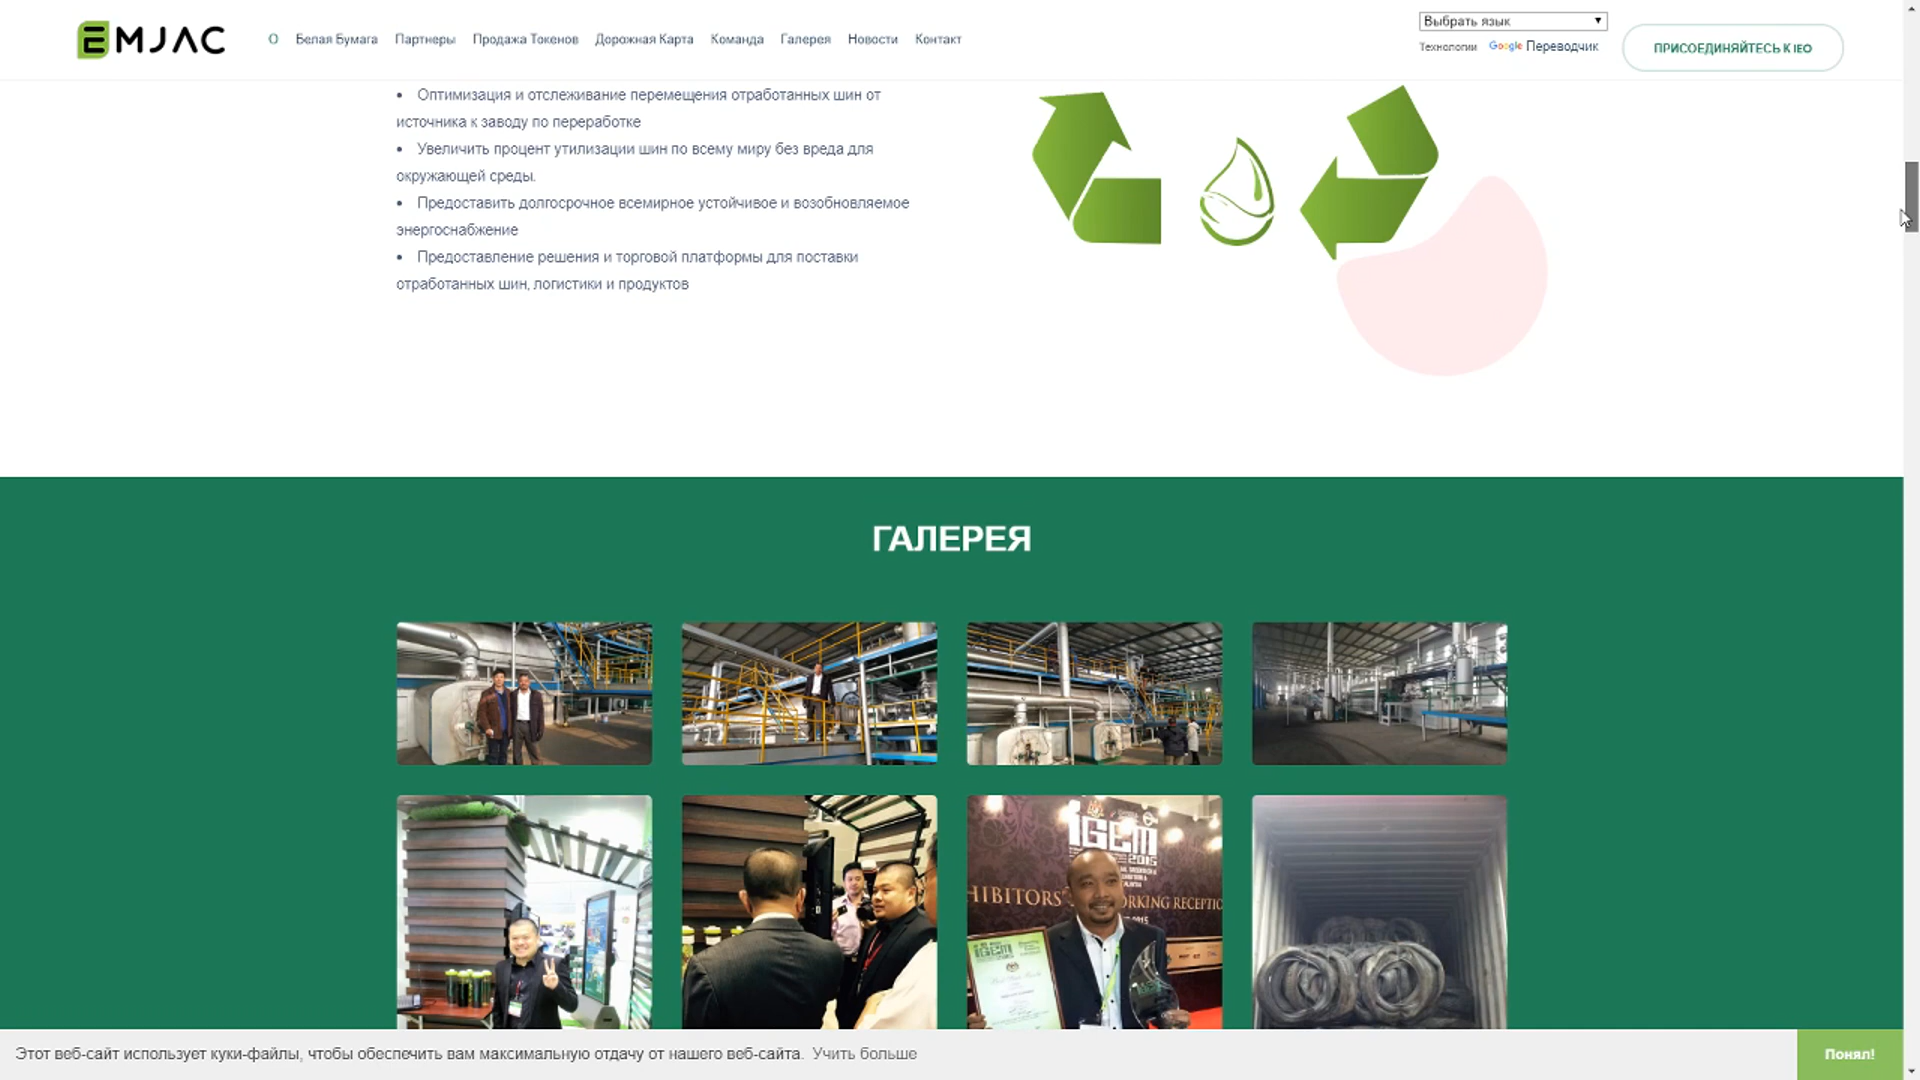 EMJAC
О Белая Бумага Партнеры Продажа Токенов Дорожная Карта Команда Галерея Новости Контакт
Выбрать язык
Технологии Google Переводчик
ПРИСОЕДИНЯЙТЕСЬ К IEO
• Оптимизация и отслеживание перемещения отработанных шин от
источника к заводу по переработке
• Увеличить процент утилизации шин по всему миру без вреда для
окружающей среды.
• Предоставить долгосрочное всемирное устойчивое и возобновляемое
энергоснабжение
• Предоставление решения и торговой платформы для поставки
отработанных шин, логистики и продуктов
ГАЛЕРЕЯ
IGEM
2015
HIBITORS' ORKING RECEPTIO
IGEM
Этот веб-сайт использует куки-файлы, чтобы обеспечить вам максимальную отдачу от нашего веб-сайта. Учить больше
Понял!